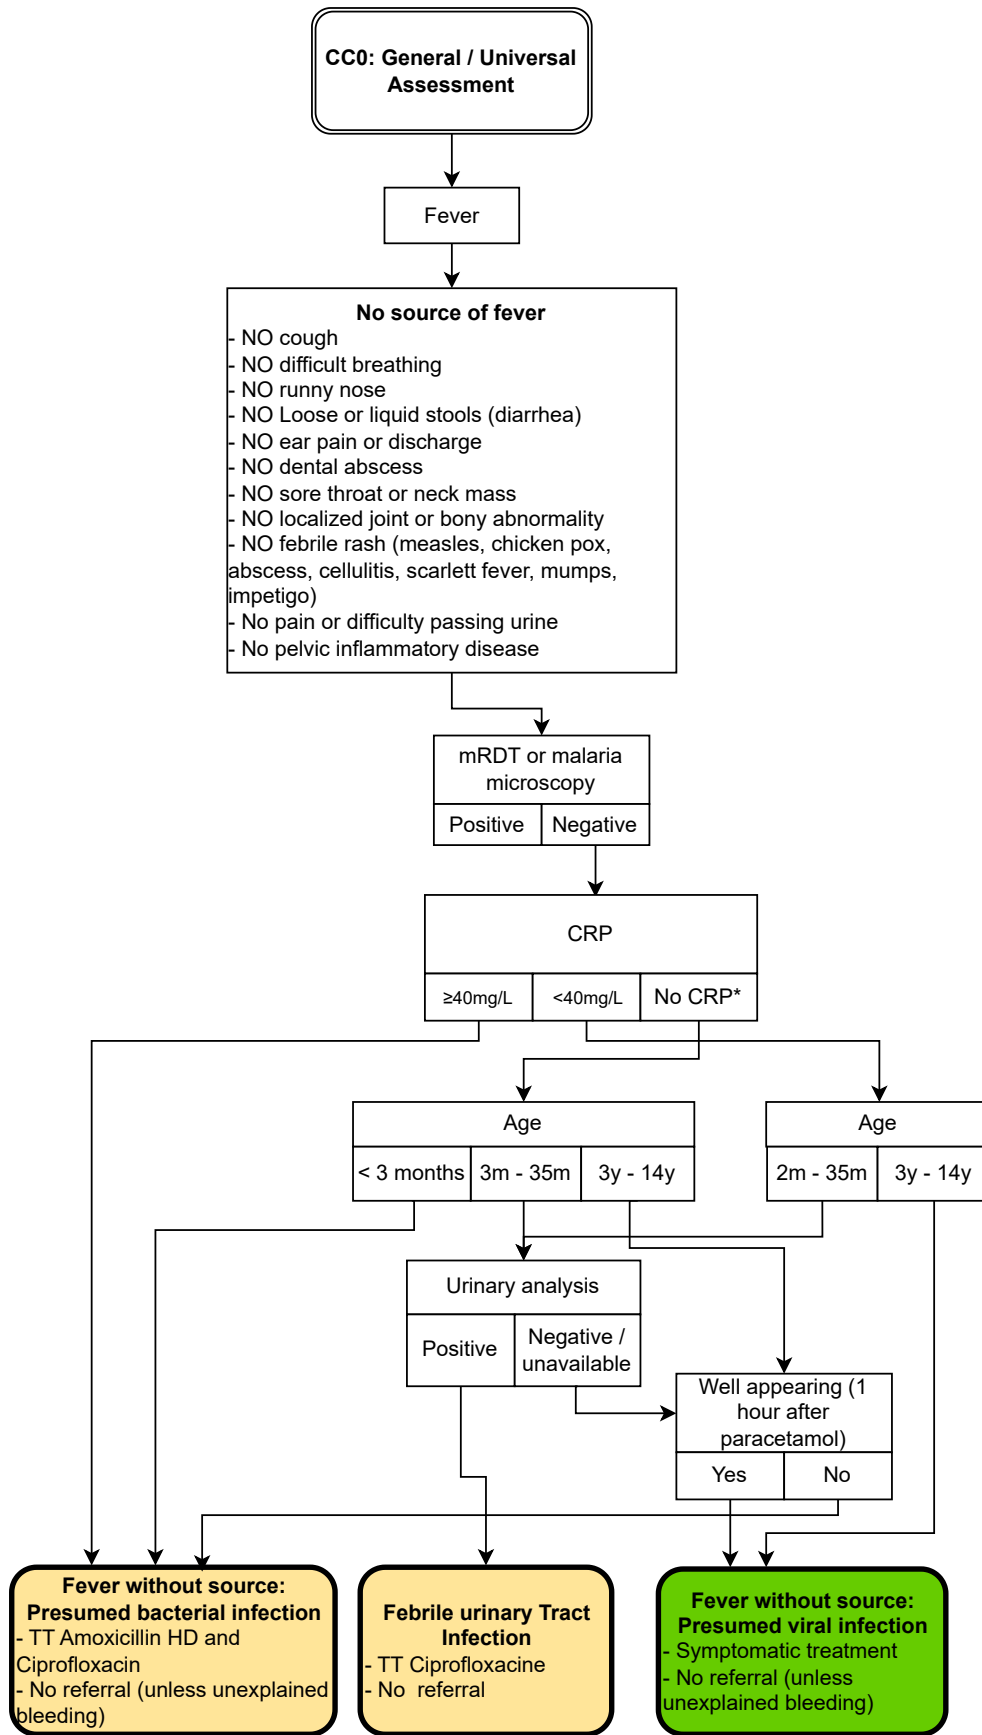 CC0: General / Universal
Assessment
Fever
No source of fever
- NO cough
- NO difficult breathing
- NO runny nose
- NO Loose or liquid stools (diarrhea)
- NO ear pain or discharge
- NO dental abscess
- NO sore throat or neck mass
- NO localized joint or bony abnormality
- NO febrile rash (measles, chicken pox,
abscess, cellulitis, scarlett fever, mumps,
impetigo)
- No pain or difficulty passing urine
- No pelvic inflammatory disease
mRDT or malaria
microscopy
Positive
Negative
CRP
≥40mg/L
<40mg/L
No CRP*
Age
< 3 months
3m - 35m
3y - 14y
Age
2m - 35m
3y - 14y
Urinary analysis
Positive
Negative /
unavailable
Well appearing (1
hour after
paracetamol)
Yes
No
Fever without source:
Presumed bacterial infection
- TT Amoxicillin HD and
Ciprofloxacin
- No referral (unless unexplained
bleeding)
Febrile urinary Tract
Infection
- TT Ciprofloxacine
- No  referral
Fever without source:
Presumed viral infection
- Symptomatic treatment
- No referral (unless
unexplained bleeding)